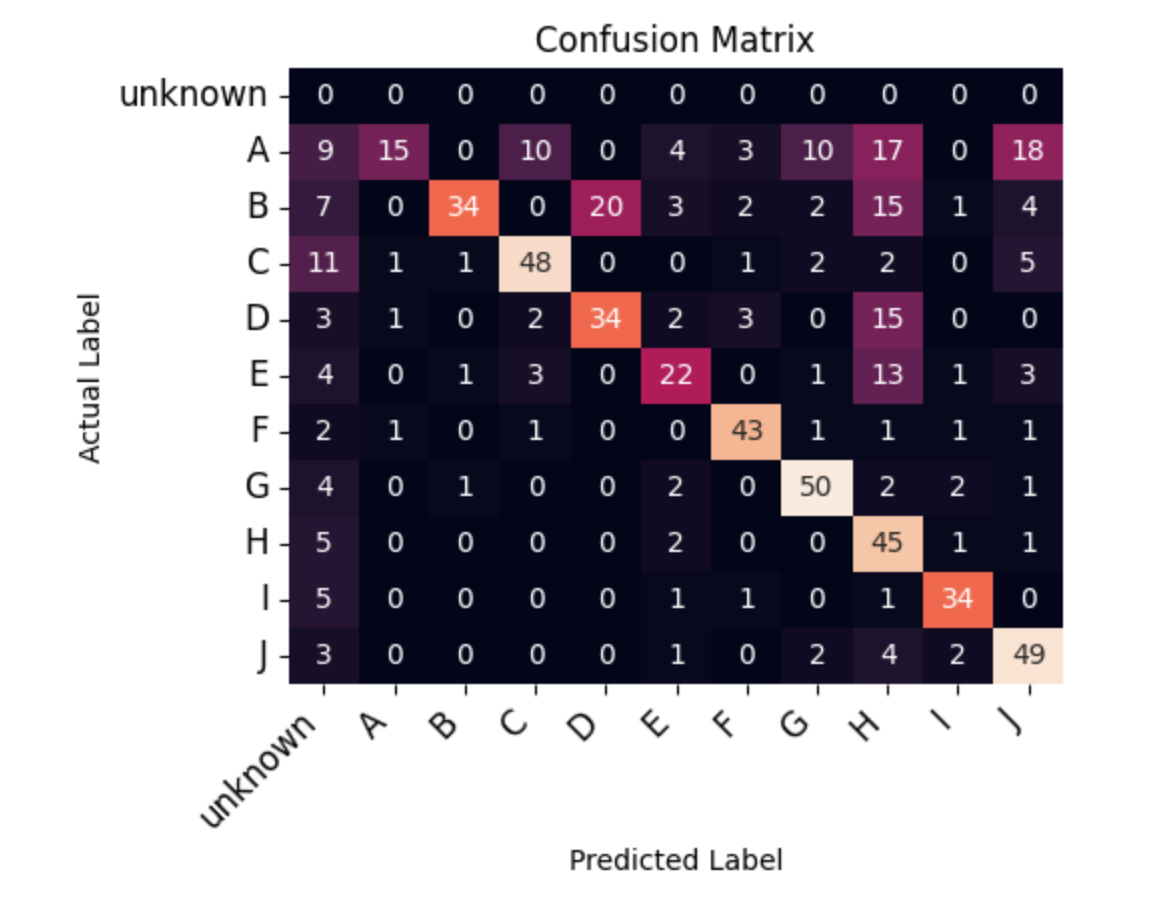 Confusion Matrix
unknown 0 0 0 0 0 0 0 0 0 0 0
A 9 15 0 10 0 4 3 10 17 0 18
B 7 0 34 0 20 3 2 2 15 1 4
C 11 1 1 48 0 0 1 2 2 0 5
D 3 1 0 2 34 2 3 0 15 0 0
E 4 0 1 3 0 22 0 1 13 1 3
F 2 1 0 1 0 0 43 1 1 1 1
G 4 0 1 0 0 2 0 50 2 2 1
H 5 0 0 0 0 2 0 0 45 1 1
I 5 0 0 0 0 1 1 0 1 34 0
J 3 0 0 0 0 1 0 2 4 2 49
Actual Label
unknown A B C D E F G H I J
Predicted Label